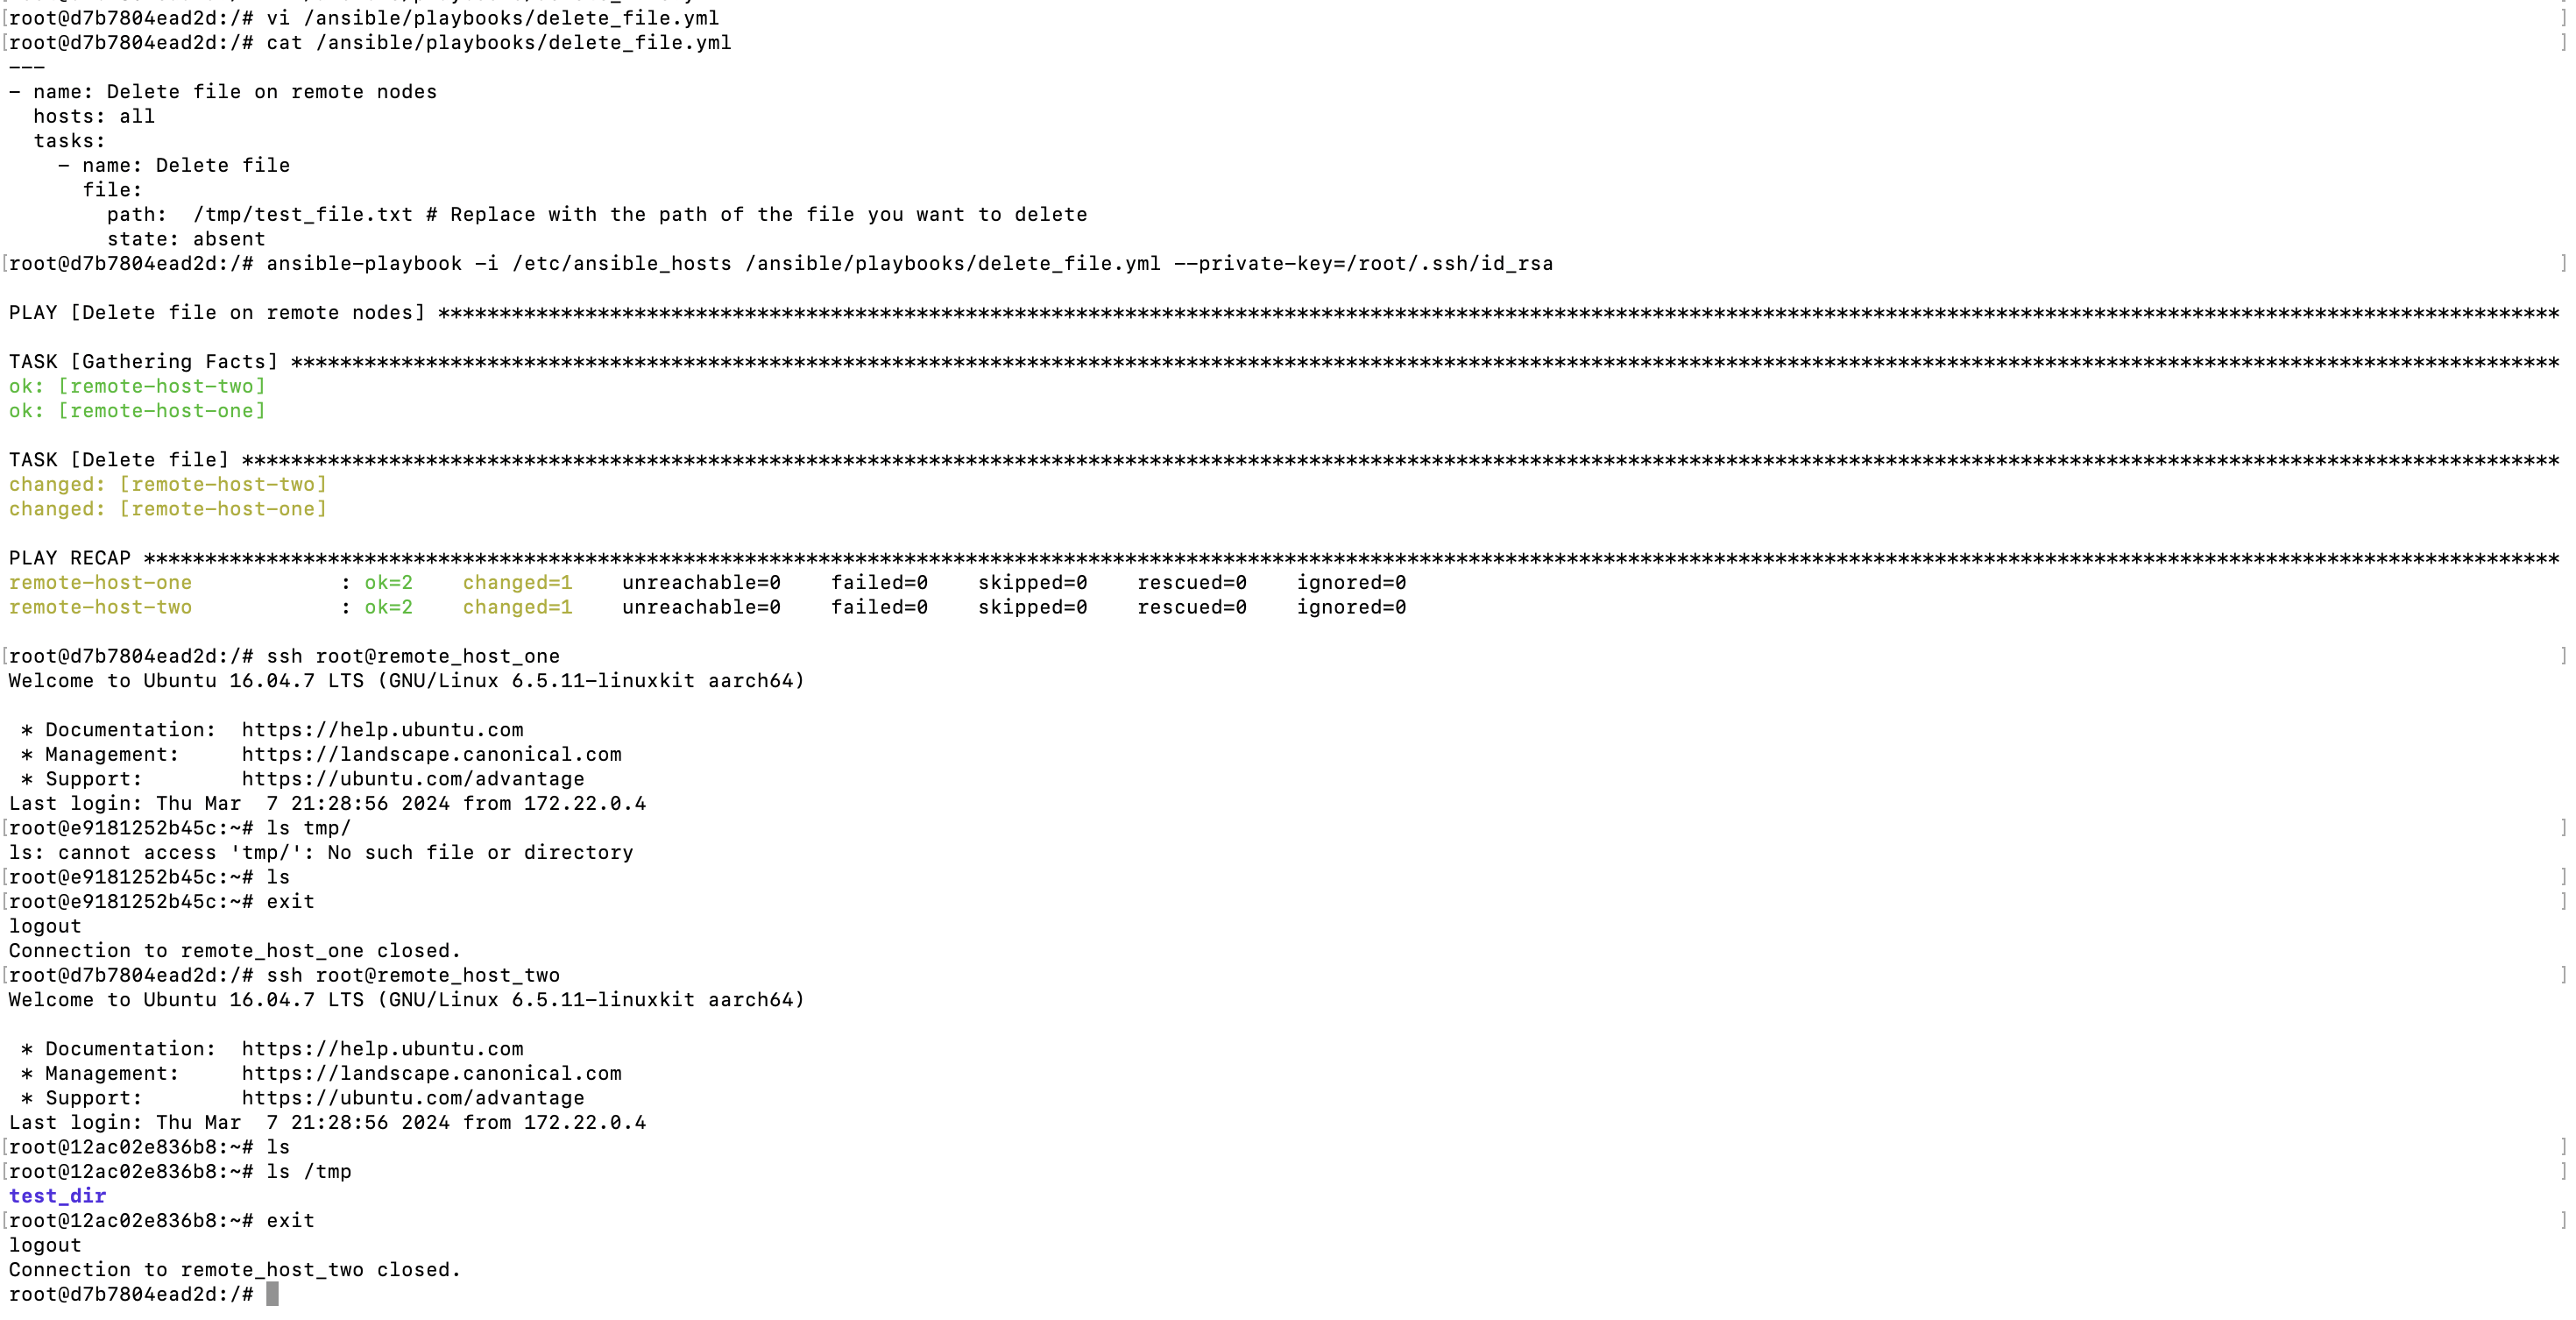 [root@d7b7804ead2d:/# vi /ansible/playbooks/delete_file.yml ]
[root@d7b7804ead2d:/# cat /ansible/playbooks/delete_file.yml ]
---
- name: Delete file on remote nodes
  hosts: all
  tasks:
    - name: Delete file
      file:
        path:  /tmp/test_file.txt # Replace with the path of the file you want to delete
        state: absent
[root@d7b7804ead2d:/# ansible-playbook -i /etc/ansible_hosts /ansible/playbooks/delete_file.yml --private-key=/root/.ssh/id_rsa ]
PLAY [Delete file on remote nodes] *****************************************************************************************************************************************************************************
TASK [Gathering Facts] *****************************************************************************************************************************************************************************************
ok: [remote-host-two]
ok: [remote-host-one]
TASK [Delete file] *********************************************************************************************************************************************************************************************
changed: [remote-host-two]
changed: [remote-host-one]
PLAY RECAP *****************************************************************************************************************************************************************************************************
remote-host-one            : ok=2    changed=1    unreachable=0    failed=0    skipped=0    rescued=0    ignored=0
remote-host-two            : ok=2    changed=1    unreachable=0    failed=0    skipped=0    rescued=0    ignored=0
[root@d7b7804ead2d:/# ssh root@remote_host_one ]
Welcome to Ubuntu 16.04.7 LTS (GNU/Linux 6.5.11-linuxkit aarch64)
 * Documentation:  https://help.ubuntu.com
 * Management:     https://landscape.canonical.com
 * Support:        https://ubuntu.com/advantage
Last login: Thu Mar  7 21:28:56 2024 from 172.22.0.4
[root@e9181252b45c:~# ls tmp/ ]
ls: cannot access 'tmp/': No such file or directory
[root@e9181252b45c:~# ls ]
[root@e9181252b45c:~# exit ]
logout
Connection to remote_host_one closed.
[root@d7b7804ead2d:/# ssh root@remote_host_two ]
Welcome to Ubuntu 16.04.7 LTS (GNU/Linux 6.5.11-linuxkit aarch64)
 * Documentation:  https://help.ubuntu.com
 * Management:     https://landscape.canonical.com
 * Support:        https://ubuntu.com/advantage
Last login: Thu Mar  7 21:28:56 2024 from 172.22.0.4
[root@12ac02e836b8:~# ls ]
[root@12ac02e836b8:~# ls /tmp ]
test_dir
[root@12ac02e836b8:~# exit ]
logout
Connection to remote_host_two closed.
root@d7b7804ead2d:/#